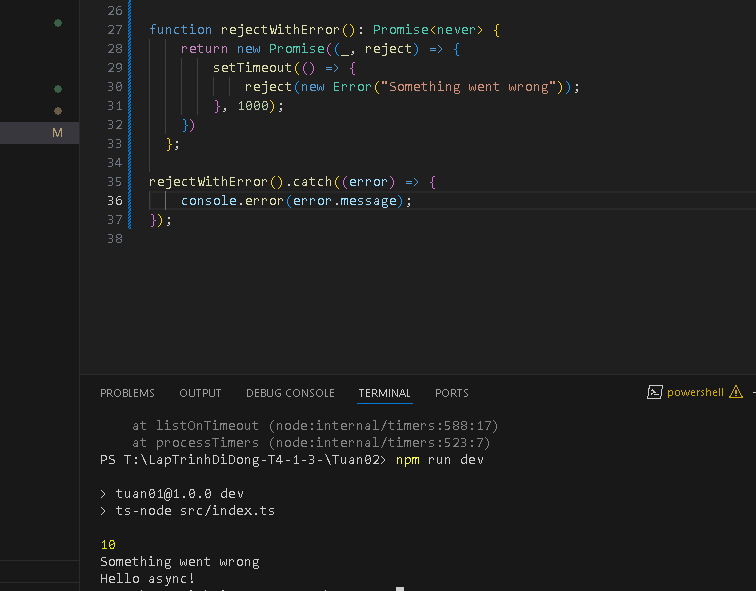 26
27 function rejectWithError(): Promise<never> {
28 return new Promise((_, reject) => {
29 setTimeout(() => {
30 reject(new Error("Something went wrong"));
31 }, 1000);
32 })
33 };
34
35 rejectWithError().catch((error) => {
36 console.error(error.message);
37 });
38
M
PROBLEMS OUTPUT DEBUG CONSOLE TERMINAL PORTS powershell
at listOnTimeout (node:internal/timers:588:17)
at processTimers (node:internal/timers:523:7)
PS T:\LapTrinhDiDong-T4-1-3-\Tuan02> npm run dev
> tuan01@1.0.0 dev
> ts-node src/index.ts
10
Something went wrong
Hello async!